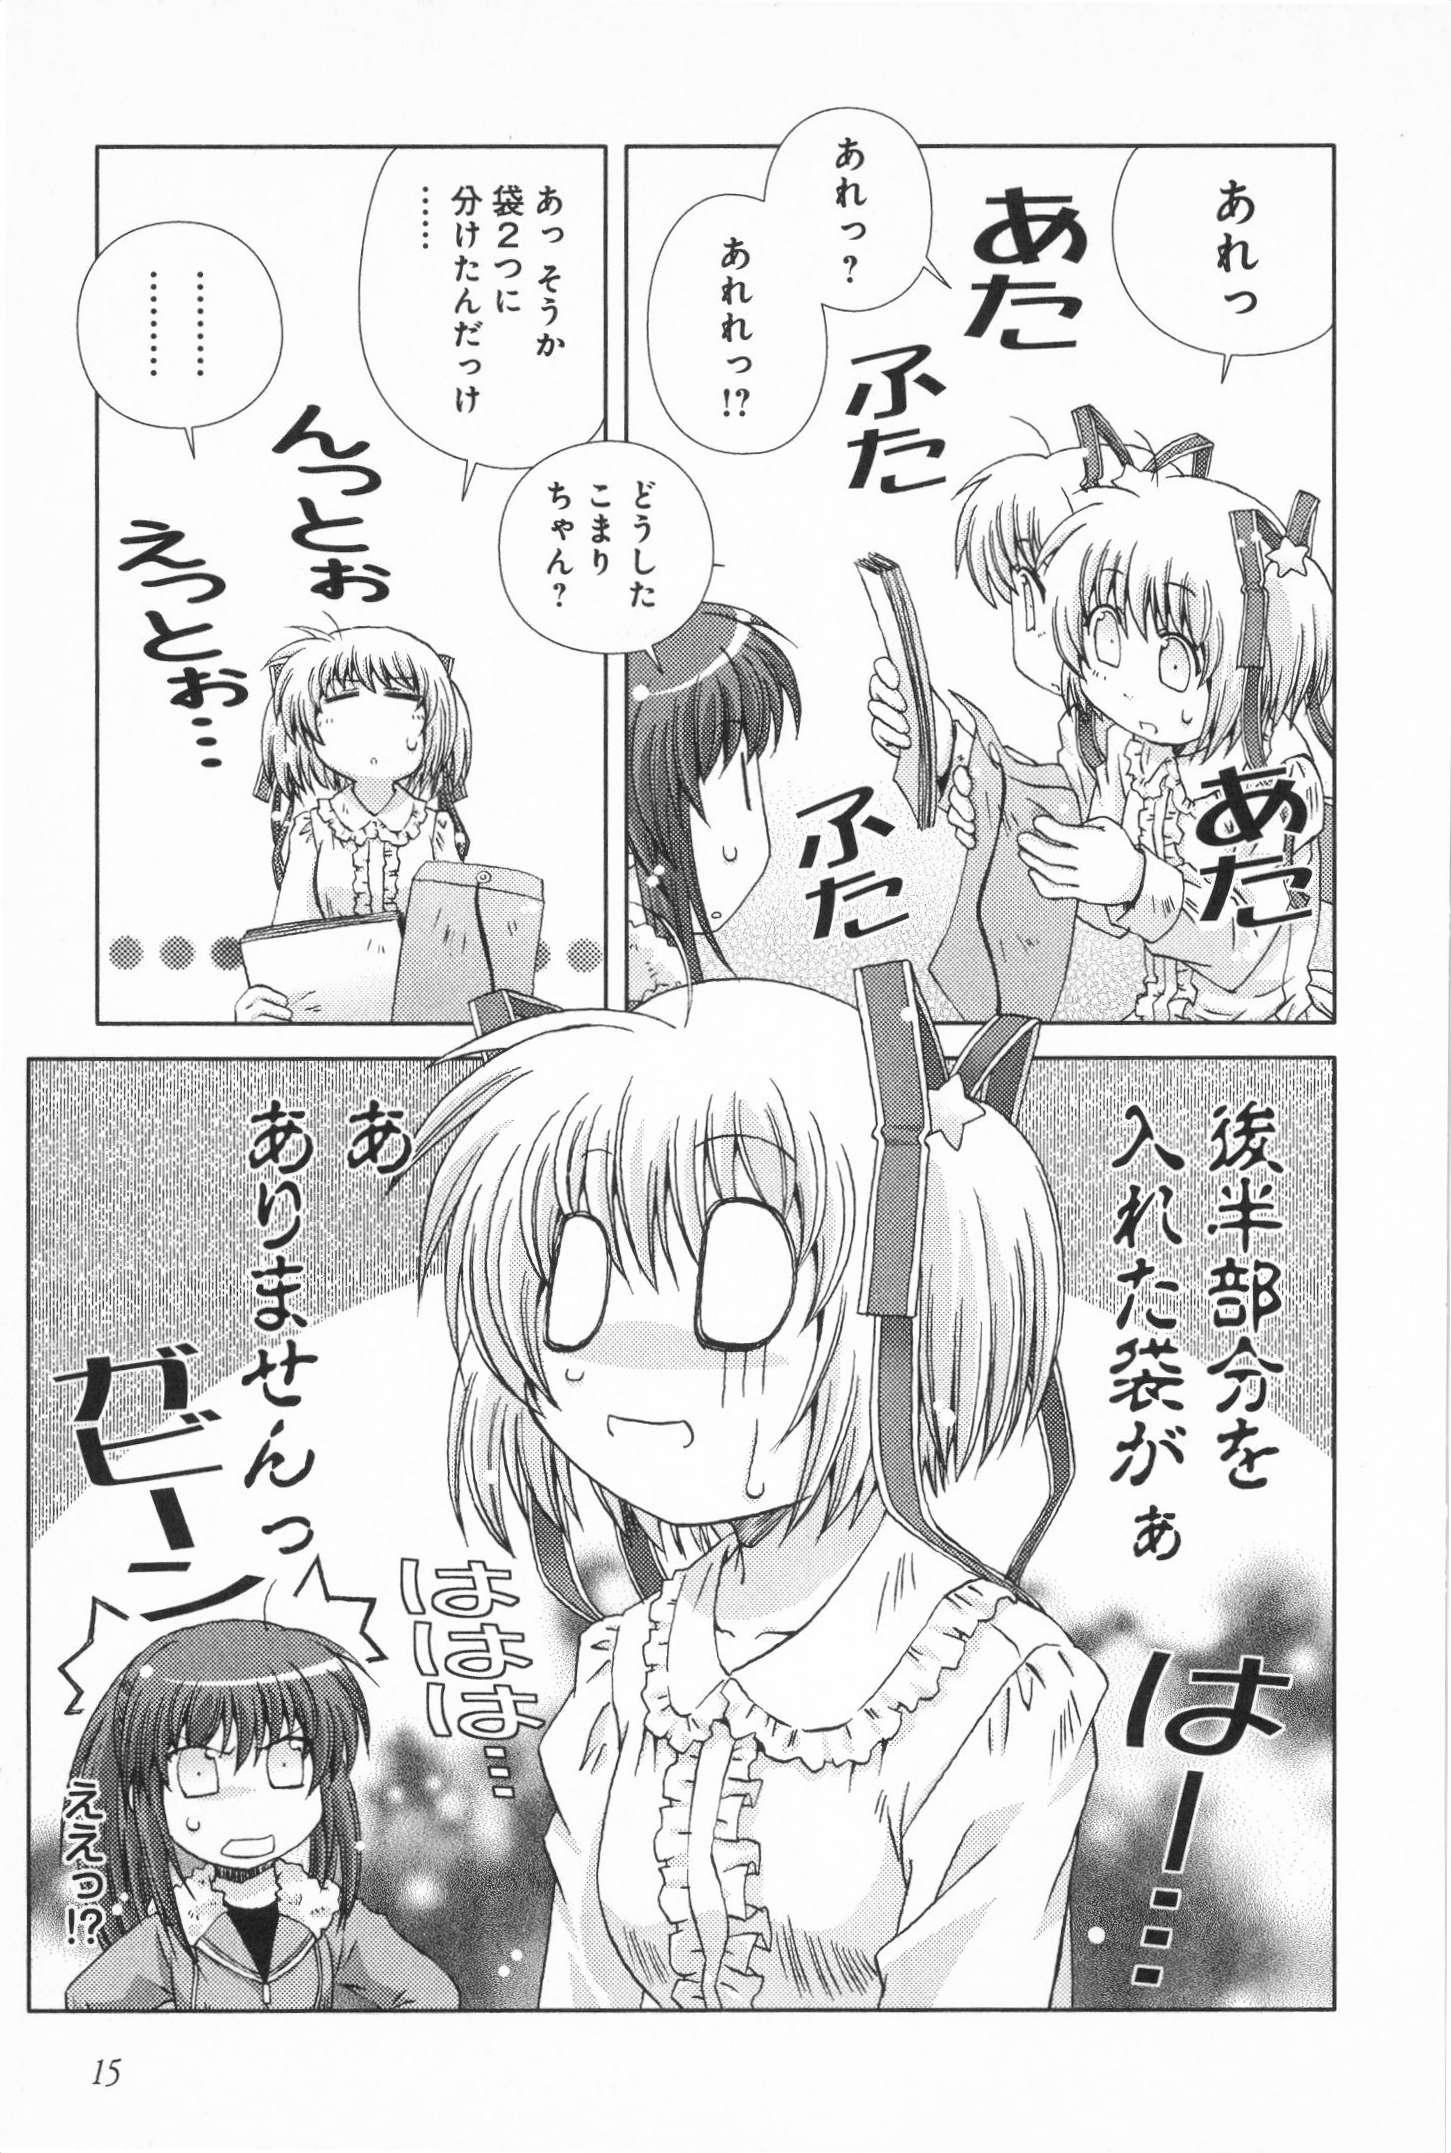 あれっ
あた
ふた
あれっ？
あれれっ！？
あた
ふた
どうした
こまり
ちゃん？
あっ そうか
袋２つに
分けたんだっけ
……
んっとぉ
えっとぉ…
………
………
後半部分を
入れた袋がぁ
はー…
あ
ありませんっ
ははは…
ガビーン
ええっ！？
15